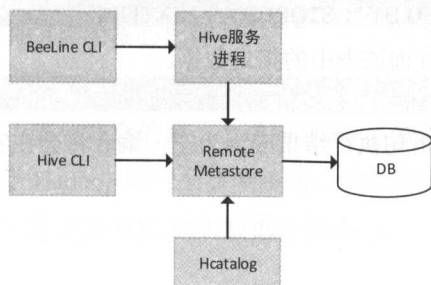 BeeLine CLI
Hive服务
进程
Hive CLI
Remote
Metastore
DB
Hcatalog